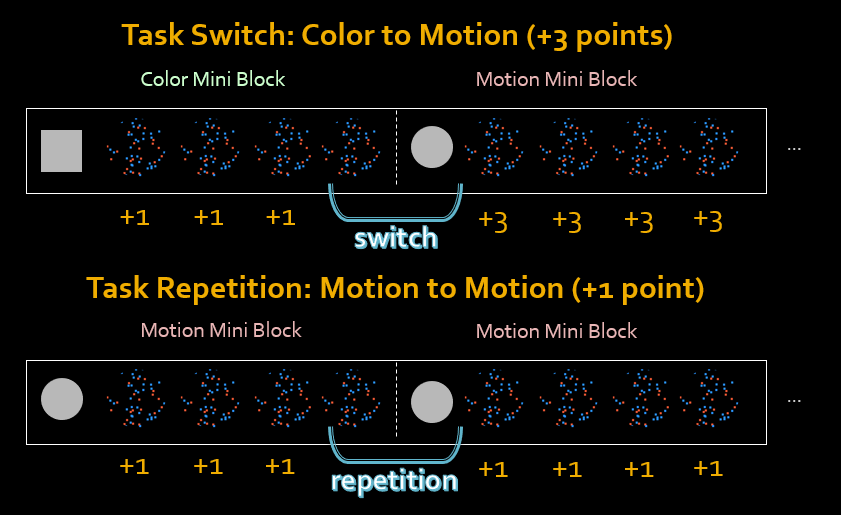 Task Switch: Color to Motion (+3 points)
Color Mini Block Motion Mini Block
...
+1 +1 +1 +3 +3 +3 +3
switch
Task Repetition: Motion to Motion (+1 point)
Motion Mini Block Motion Mini Block
...
+1 +1 +1 +1 +1 +1 +1
repetition